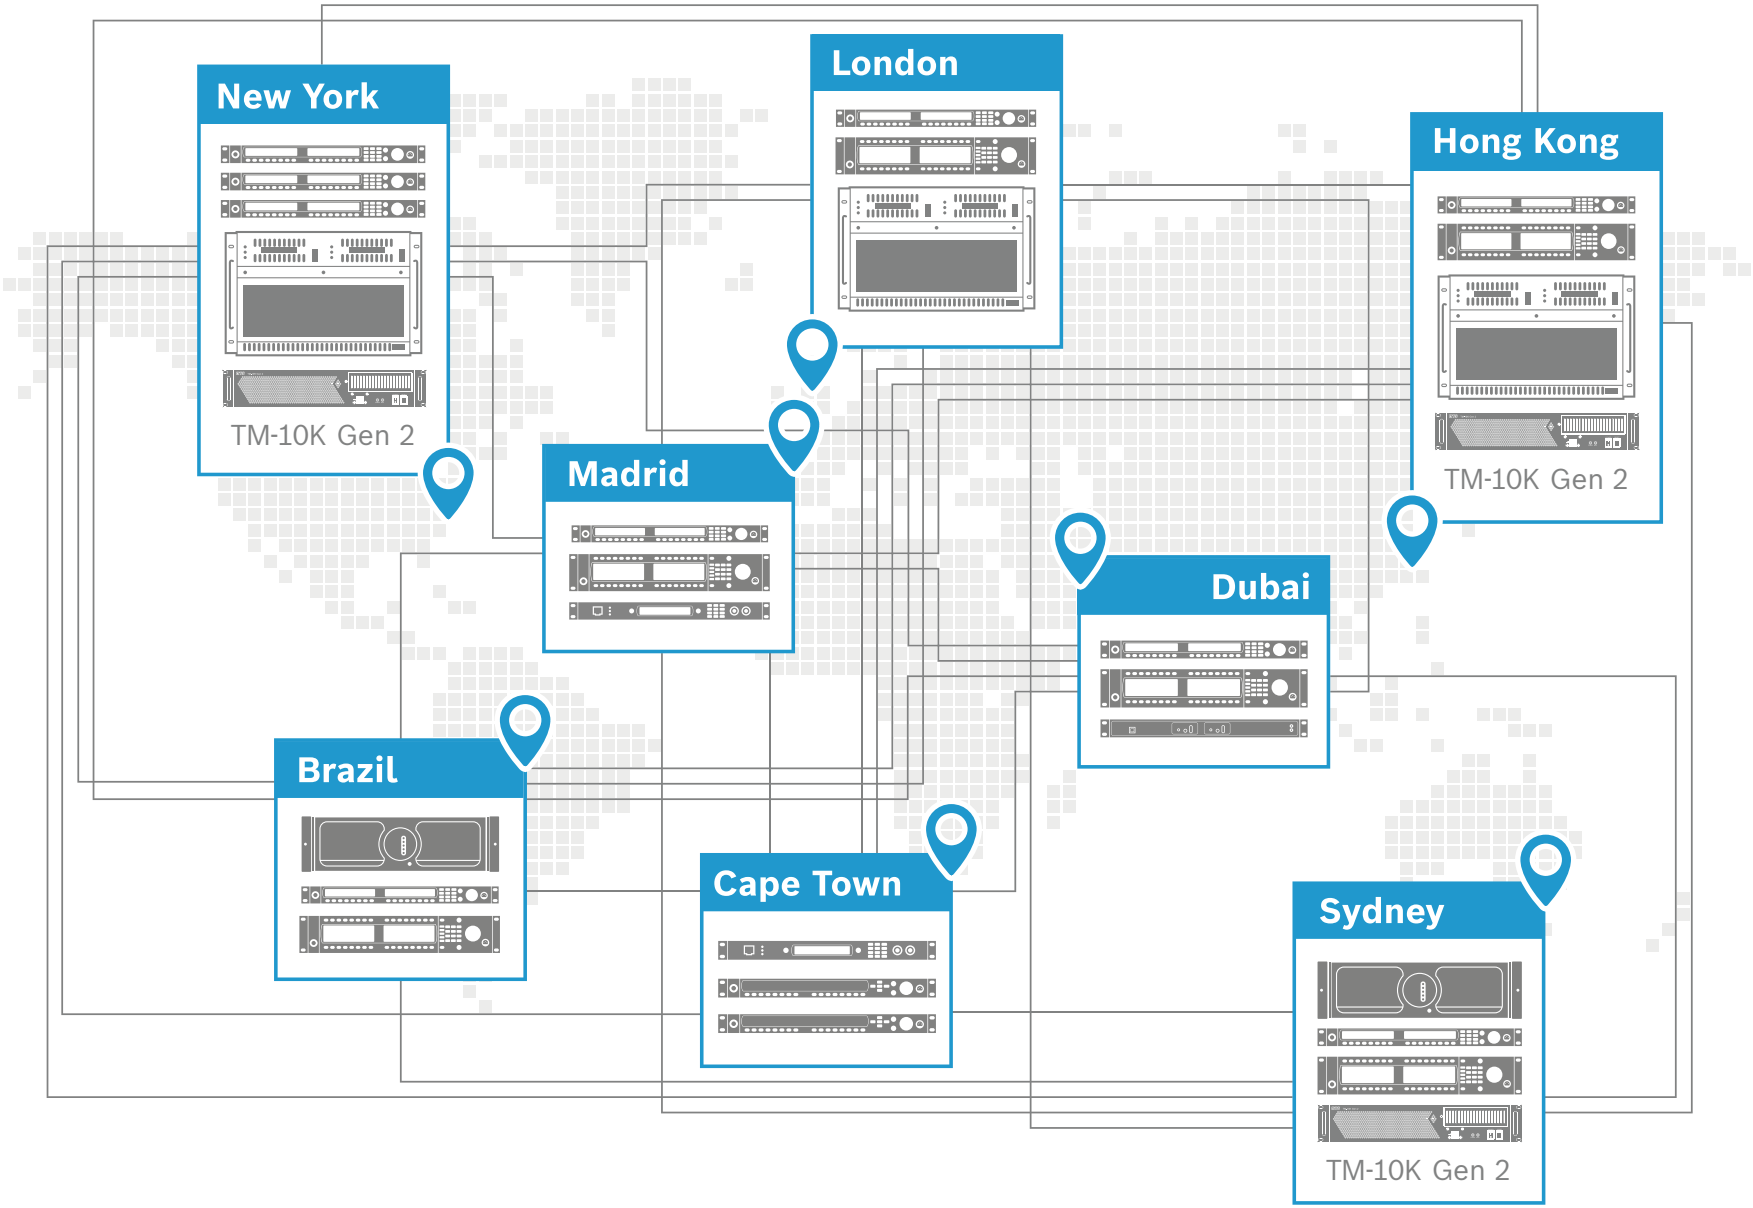 New York
London
Hong Kong
TM-10K Gen 2
Madrid
TM-10K Gen 2
Dubai
Brazil
Cape Town
Sydney
TM-10K Gen 2